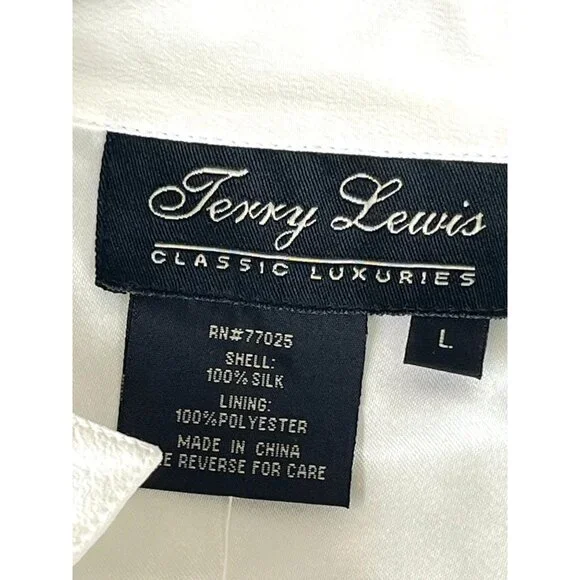 Terry Lewis
CLASSIC LUXURIES
L
RN#77025
SHELL:
100% SILK
LINING:
100%POLYESTER
MADE IN CHINA
E REVERSE FOR CARE